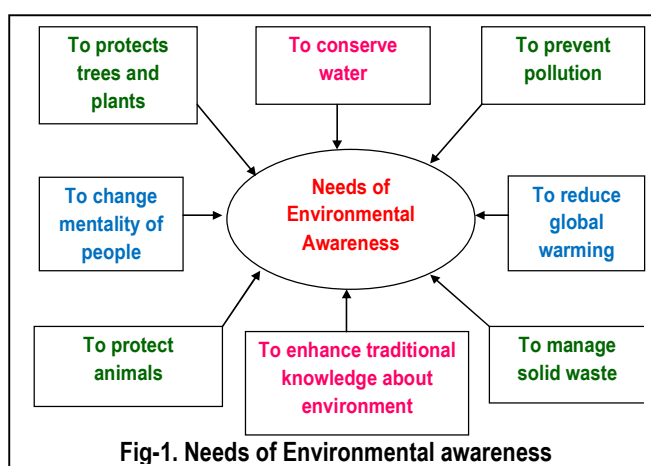 To protects
trees and
plants
To conserve
water
To prevent
pollution
To change
mentality of
people
Needs of
Environmental
Awareness
To reduce
global
warming
To protect
animals
To enhance traditional
knowledge about
environment
To manage
solid waste
Fig-1. Needs of Environmental awareness